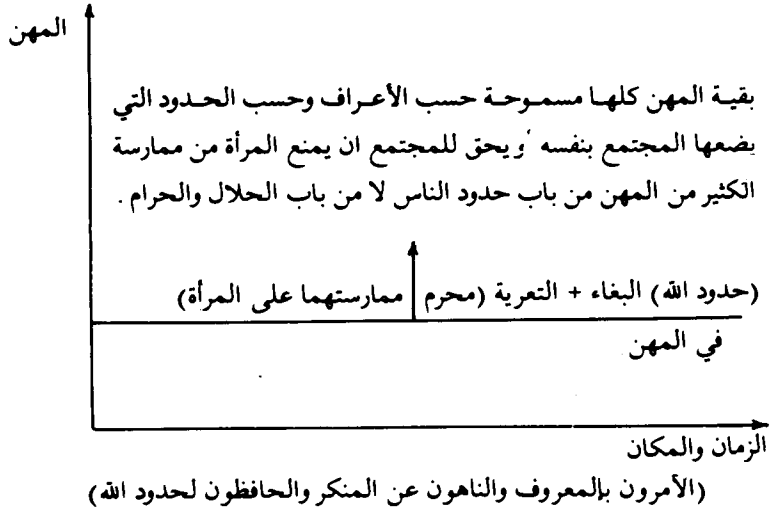 المهن
بقية المهن كلها مسموحة حسب الأعراف وحسب الحدود التي
يضعها المجتمع بنفسه ويحق للمجتمع ان يمنع المرأة من ممارسة
الكثير من المهن من باب حدود الناس لا من باب الحلال والحرام .
(حدود الله) البغاء + التعرية (محرم ممارستهما على المرأة)
في المهن
الزمان والمكان
(الآمرون بالمعروف والناهون عن المنكر والحافظون لحدود الله)